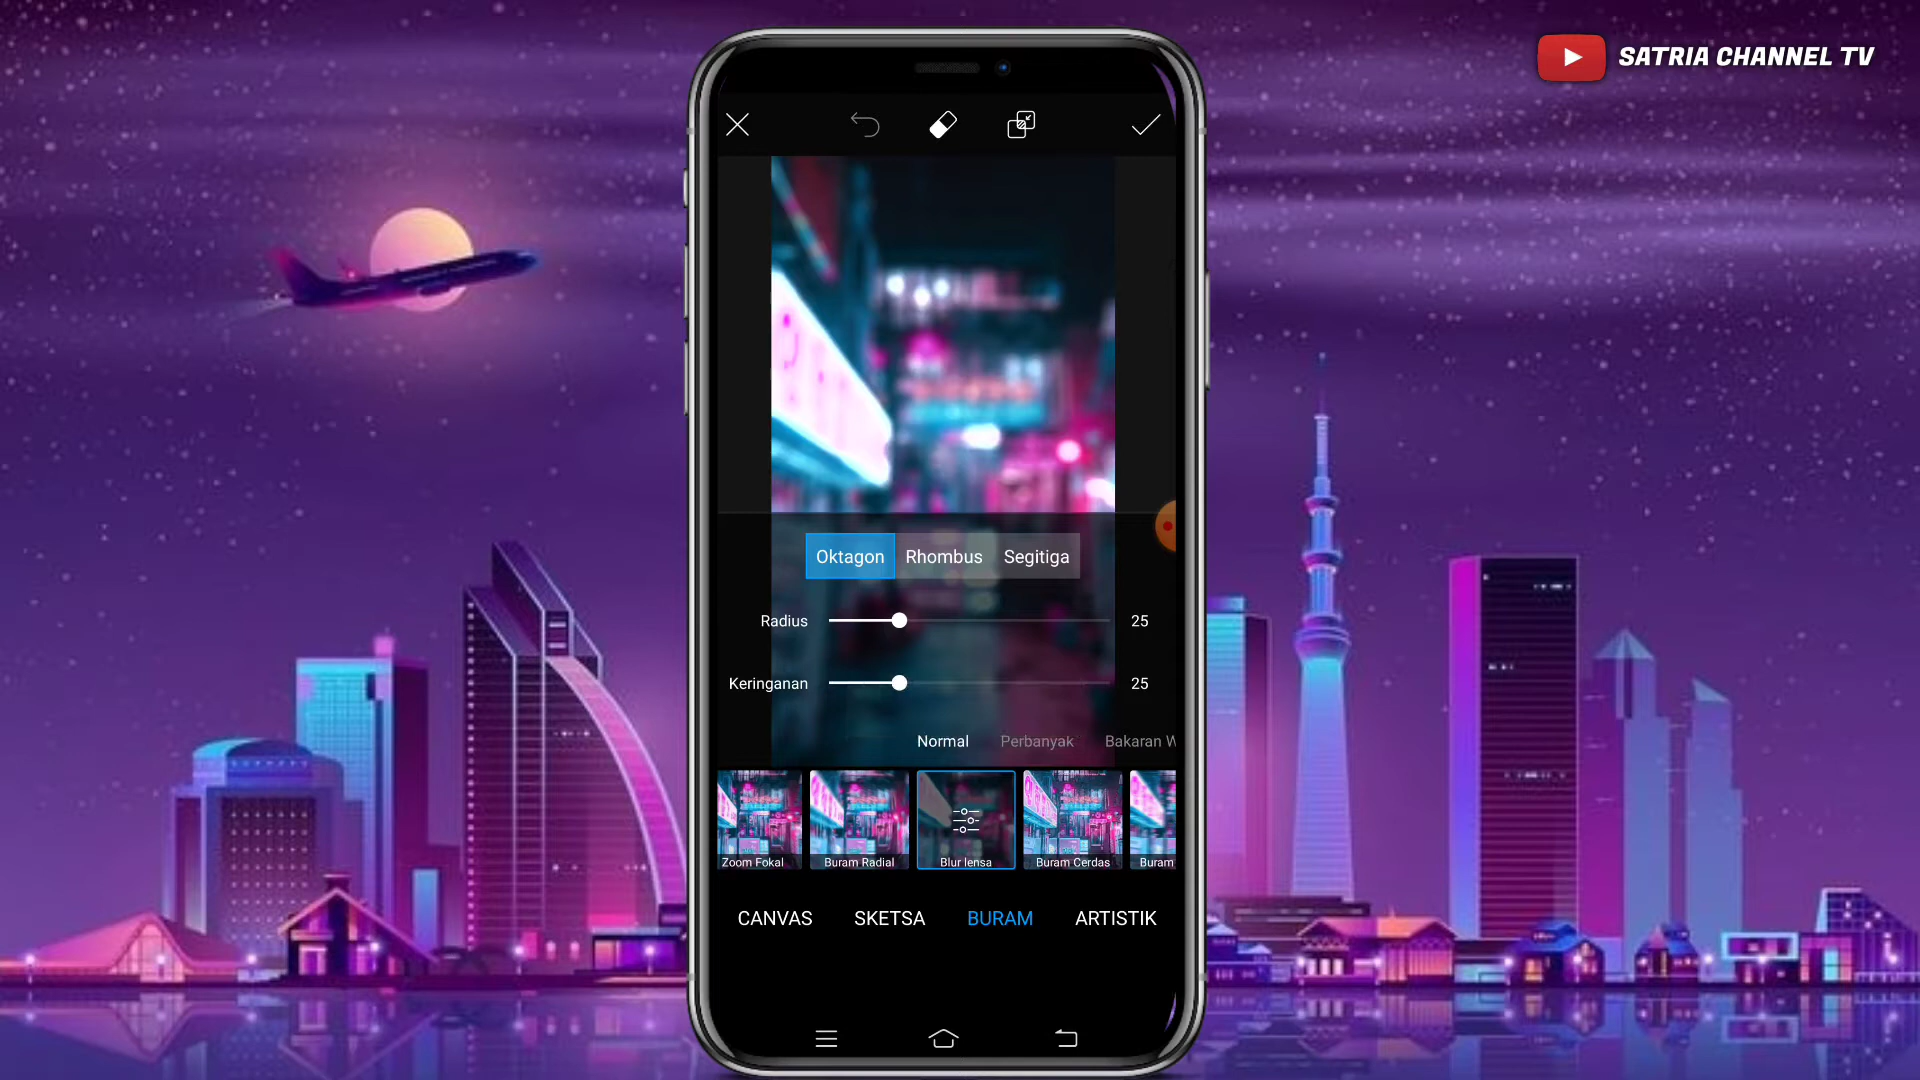 SATRIA CHANNEL TV
Oktagon Rhombus Segitiga
Radius 25
Keringanan 25
Normal Perbanyak Bakaran W
Zoom Fokal Buram Radial Blur lensa Buram Cerdas Buram
CANVAS SKETSA BURAM ARTISTIK